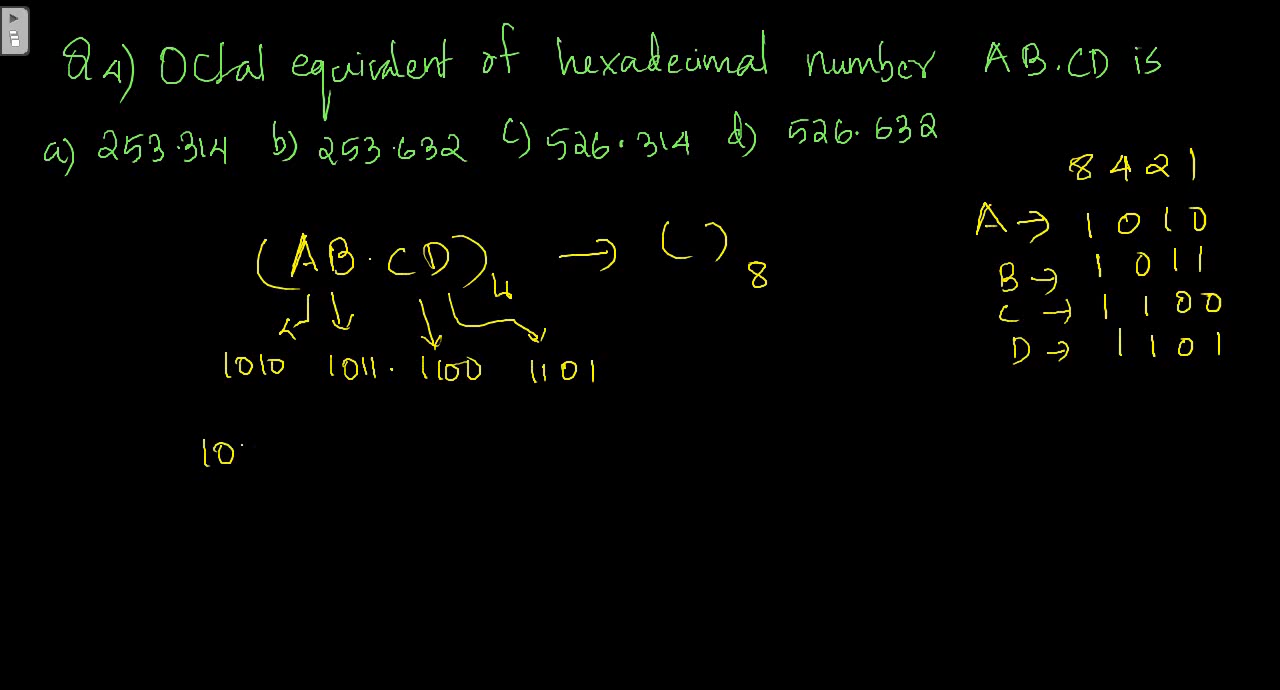 Q4) Octal equivalent of hexadecimal number AB.CD is
a) 253.314 b) 253.632 c) 526.314 d) 526.632
8 4 2 1
A → 1 0 1 0
B → 1 0 1 1
C → 1 1 0 0
D → 1 1 0 1
(AB.CD) → ( )8
1010 1011 . 1100 1101
10